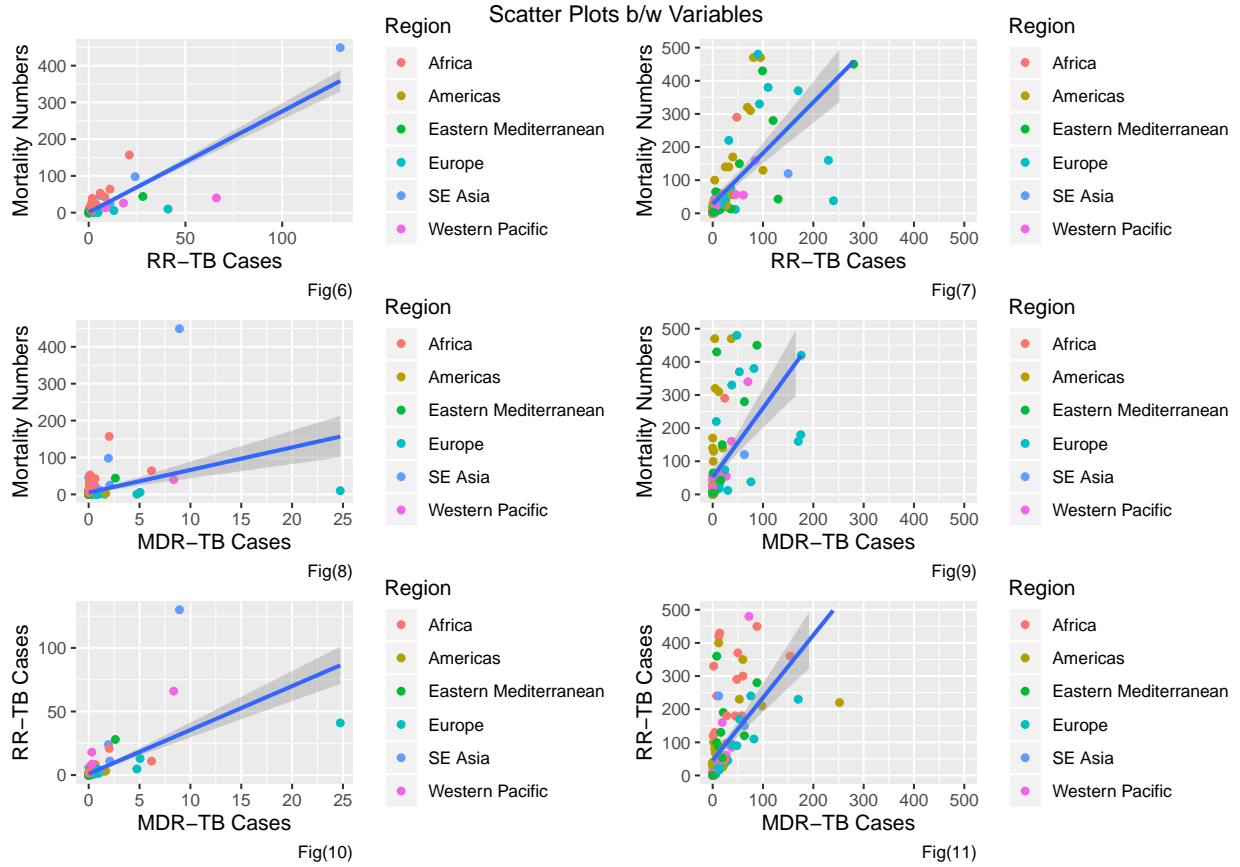 Scatter Plots b/w Variables
Mortality Numbers
400
300
200
100
0
0 50 100
RR−TB Cases
Fig(6)
Region
Africa
Americas
Eastern Mediterranean
Europe
SE Asia
Western Pacific
Mortality Numbers
500
400
300
200
100
0
0 100 200 300 400 500
RR−TB Cases
Fig(7)
Region
Africa
Americas
Eastern Mediterranean
Europe
SE Asia
Western Pacific
Mortality Numbers
400
300
200
100
0
0 5 10 15 20 25
MDR−TB Cases
Fig(8)
Region
Africa
Americas
Eastern Mediterranean
Europe
SE Asia
Western Pacific
Mortality Numbers
500
400
300
200
100
0
0 100 200 300 400 500
MDR−TB Cases
Fig(9)
Region
Africa
Americas
Eastern Mediterranean
Europe
SE Asia
Western Pacific
RR−TB Cases
100
50
0
0 5 10 15 20 25
MDR−TB Cases
Fig(10)
Region
Africa
Americas
Eastern Mediterranean
Europe
SE Asia
Western Pacific
RR−TB Cases
500
400
300
200
100
0
0 100 200 300 400 500
MDR−TB Cases
Fig(11)
Region
Africa
Americas
Eastern Mediterranean
Europe
SE Asia
Western Pacific